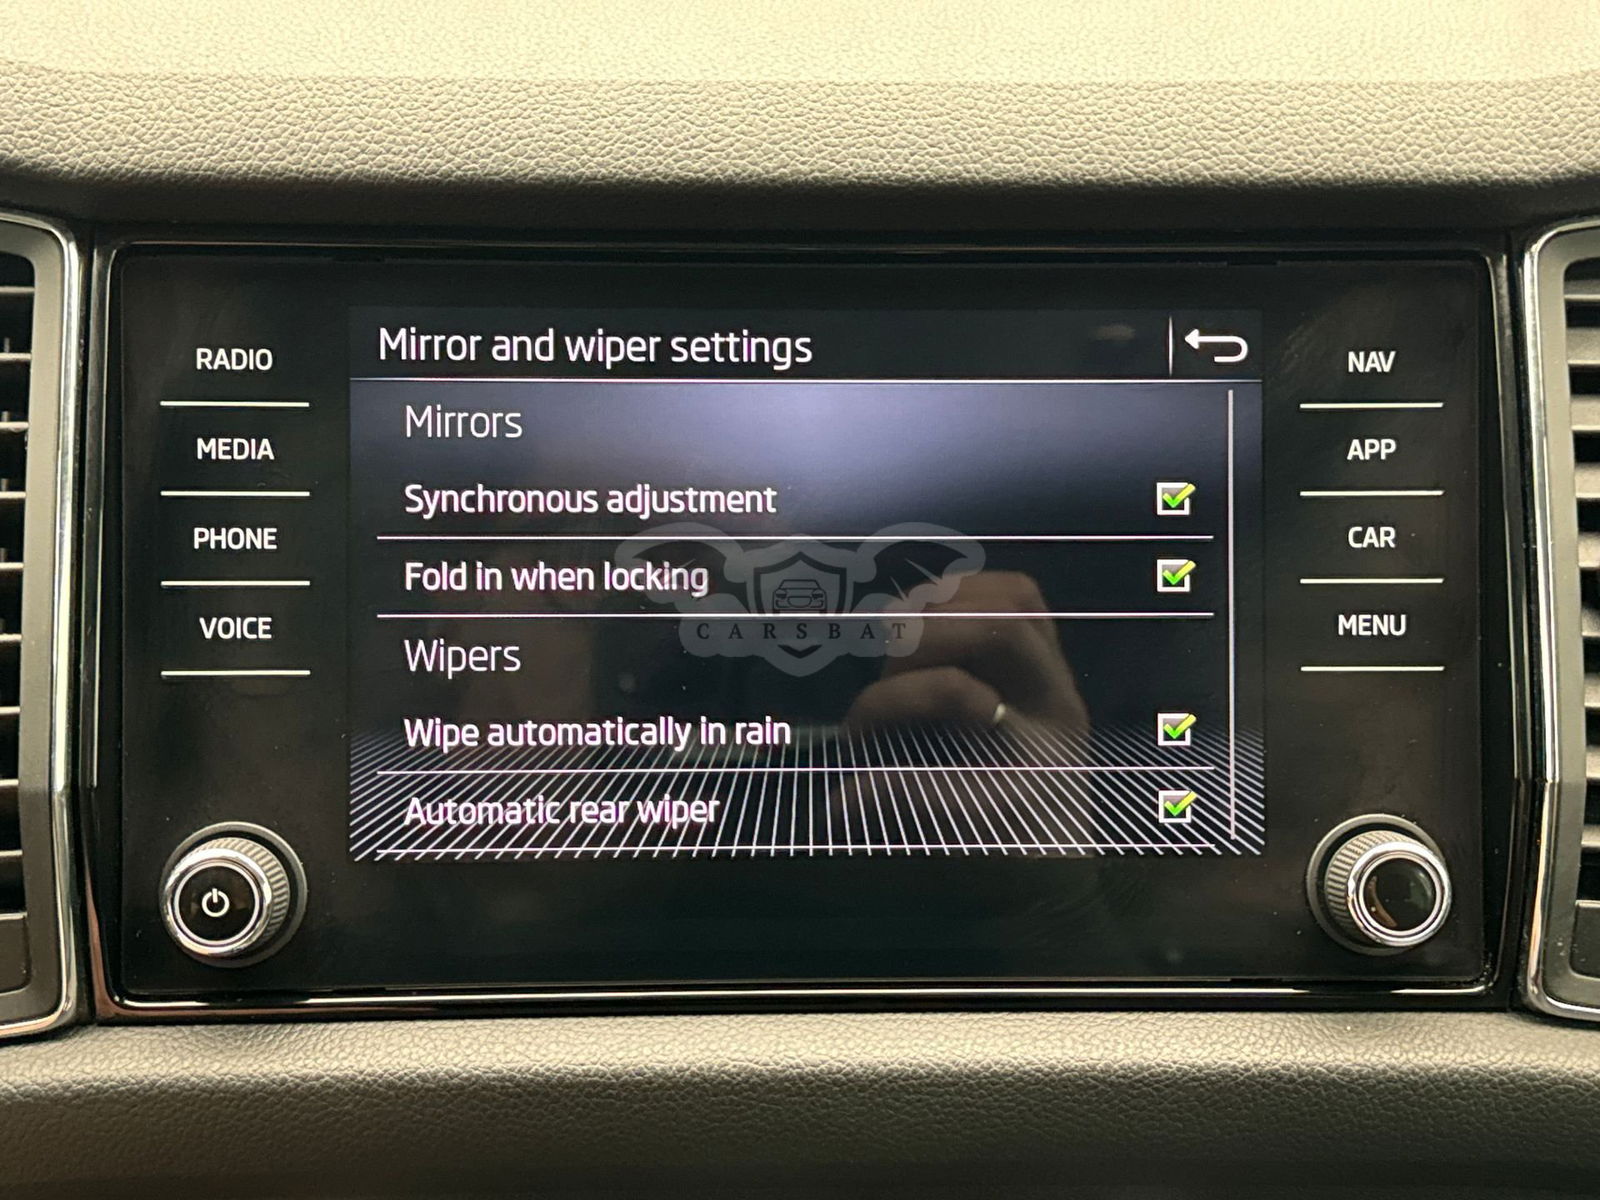 Mirror and wiper settings
RADIO
MEDIA
PHONE
VOICE
Mirrors
Synchronous adjustment
Fold in when locking
Wipers
Wipe automatically in rain
Automatic rear wiper
NAV
APP
CAR
MENU
CARSBAT